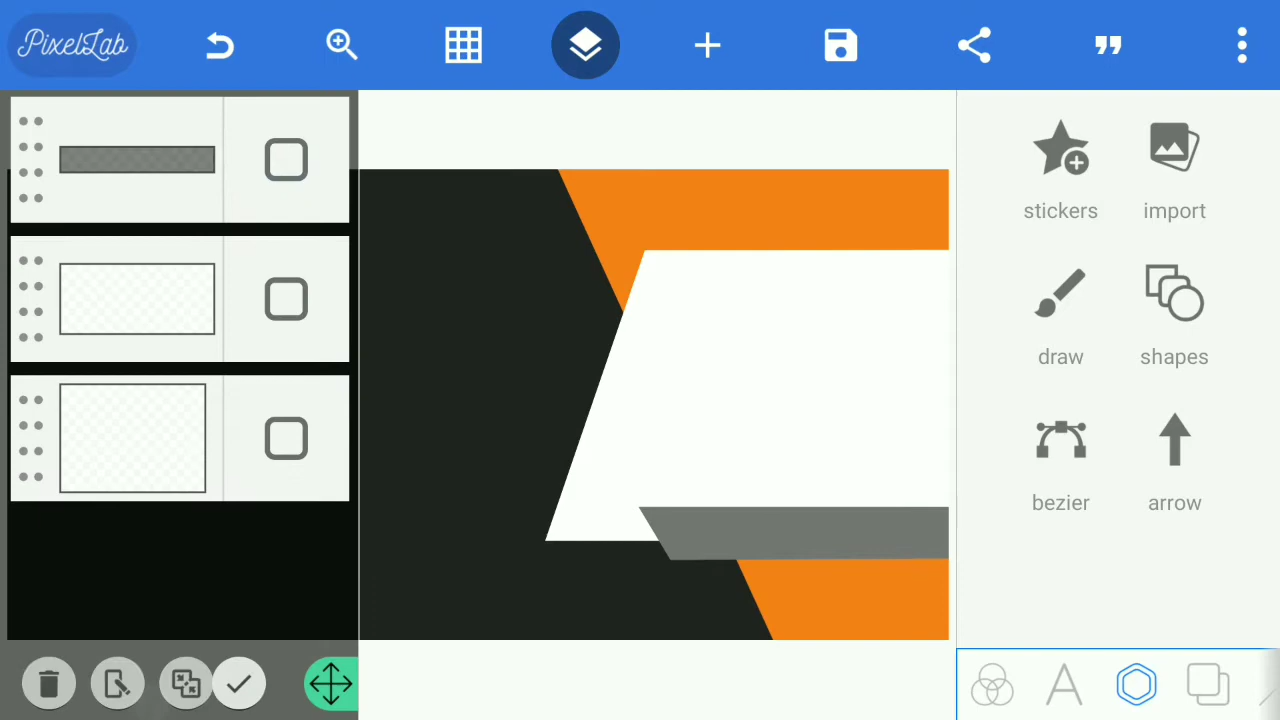 PixelLab
stickers
import
draw
shapes
bezier
arrow